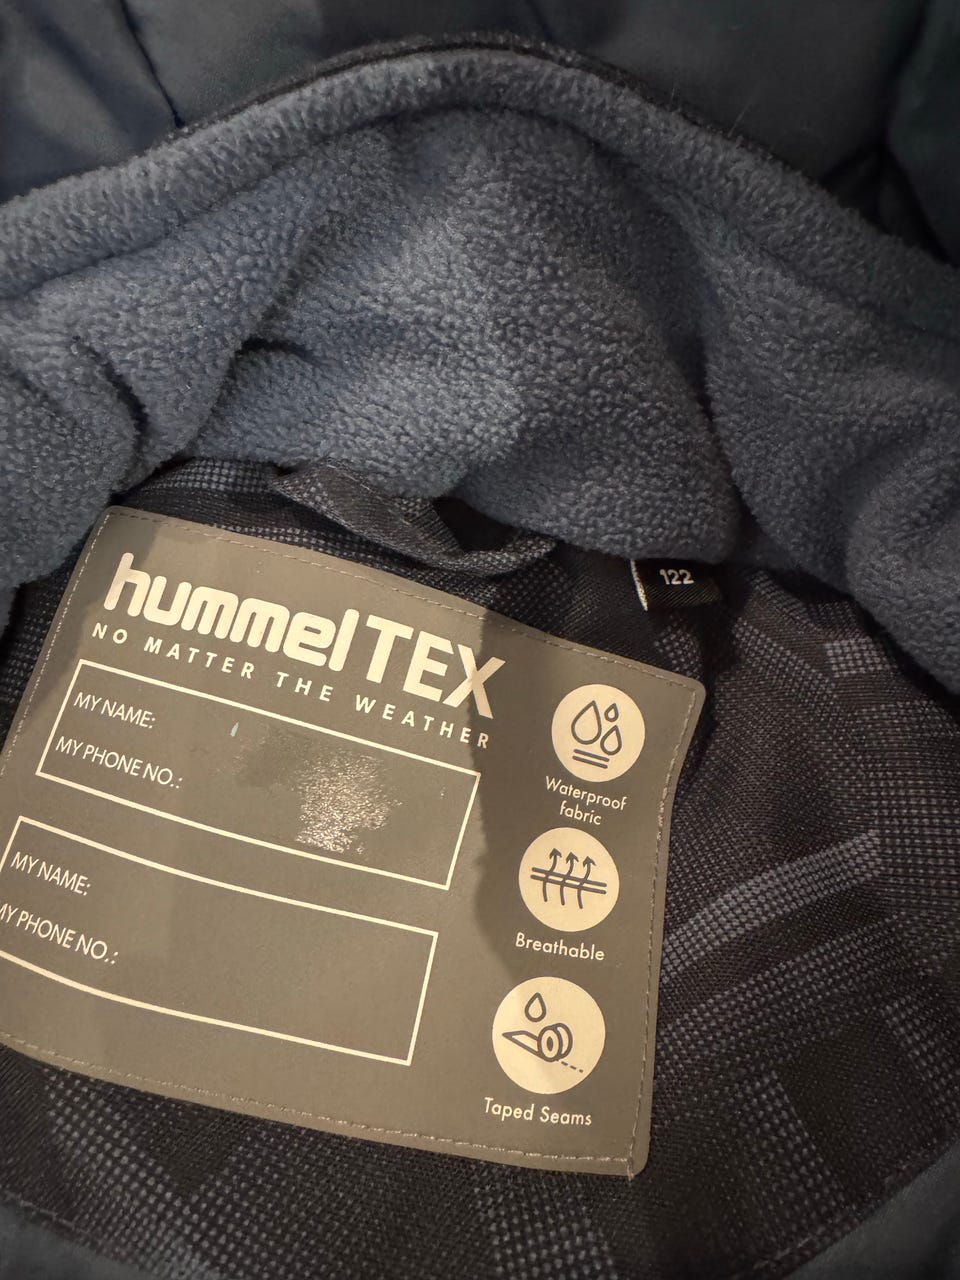 122
hummelTEX
NO MATTER THE WEATHER
MY NAME:
MY PHONE NO.:
MY NAME:
MY PHONE NO.:
Waterproof
fabric
Breathable
Taped Seams